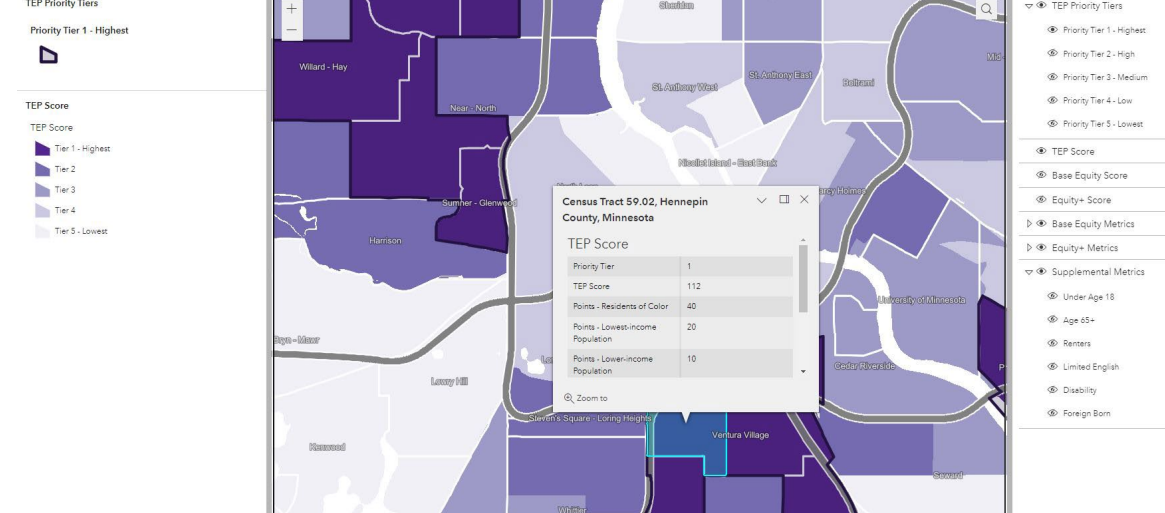 TEP Priority Tiers
Priority Tier 1 - Highest
TEP Score
TEP Score
Tier 1 - Highest
Tier 2
Tier 3
Tier 4
Tier 5 - Lowest
+
−
Sheridan
Willard - Hay
Near - North
St. Anthony West
St. Anthony East
Beltrami
Mid-
Nicollet Island - East Bank
Sumner - Glenwood
Harrison
Bryn - Mawr
Lowry Hill
Kenwood
Steven's Square - Loring Heights
Ventura Village
Whittier
Seward
Cedar Riverside
University of Minnesota
Census Tract 59.02, Hennepin
County, Minnesota
TEP Score
Priority Tier 1
TEP Score 112
Points - Residents of Color 40
Points - Lowest-income 20
Population
Points - Lower-income 10
Population
Zoom to
TEP Priority Tiers
Priority Tier 1 - Highest
Priority Tier 2 - High
Priority Tier 3 - Medium
Priority Tier 4 - Low
Priority Tier 5 - Lowest
TEP Score
Base Equity Score
Equity+ Score
Base Equity Metrics
Equity+ Metrics
Supplemental Metrics
Under Age 18
Age 65+
Renters
Limited English
Disability
Foreign Born